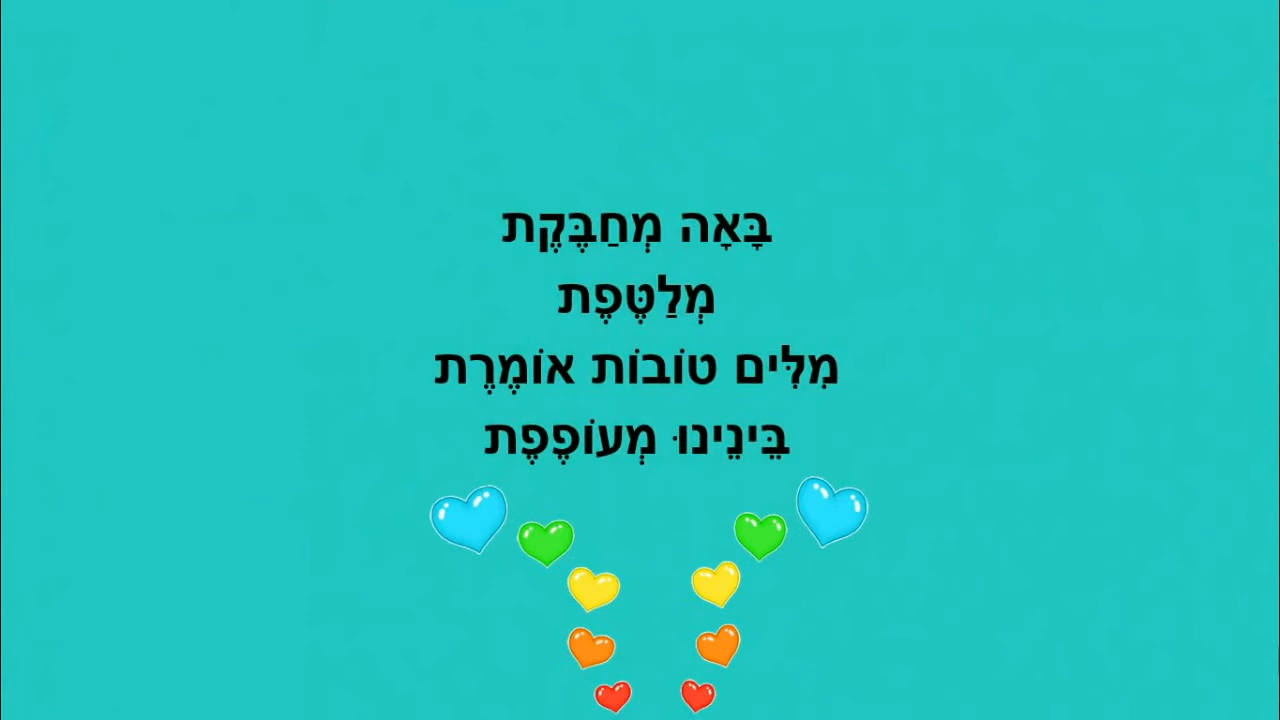 בָּאָה מְחַבֶּקֶת
מְלַטֶּפֶת
מִלִּים טוֹבוֹת אוֹמֶרֶת
בֵּינֵינוּ מְעוֹפֶפֶת